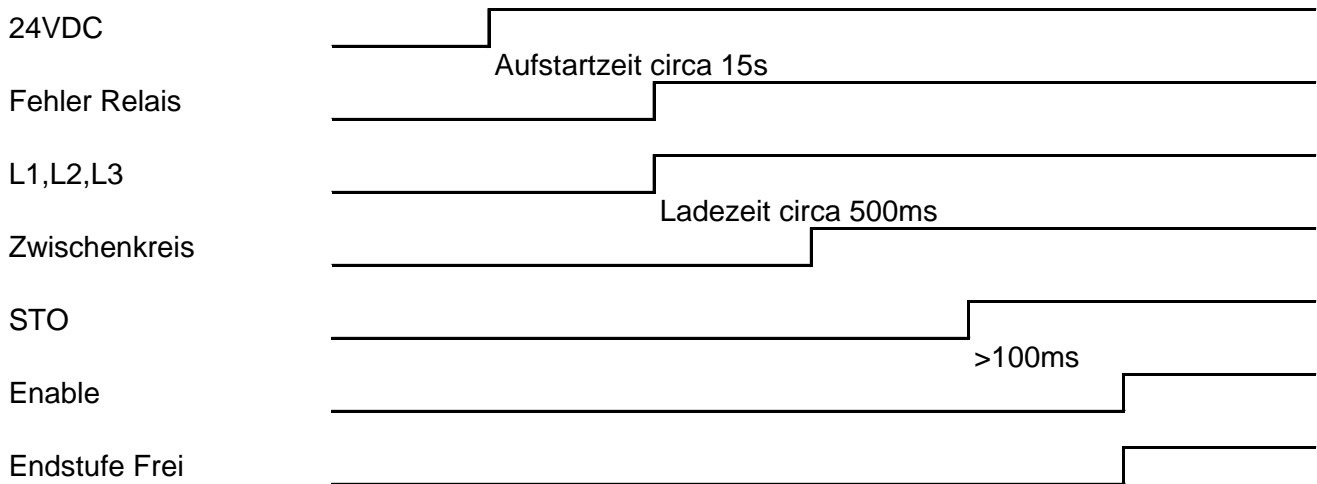 24VDC
Aufstartzeit circa 15s
Fehler Relais
L1,L2,L3
Ladezeit circa 500ms
Zwischenkreis
STO
>100ms
Enable
Endstufe Frei